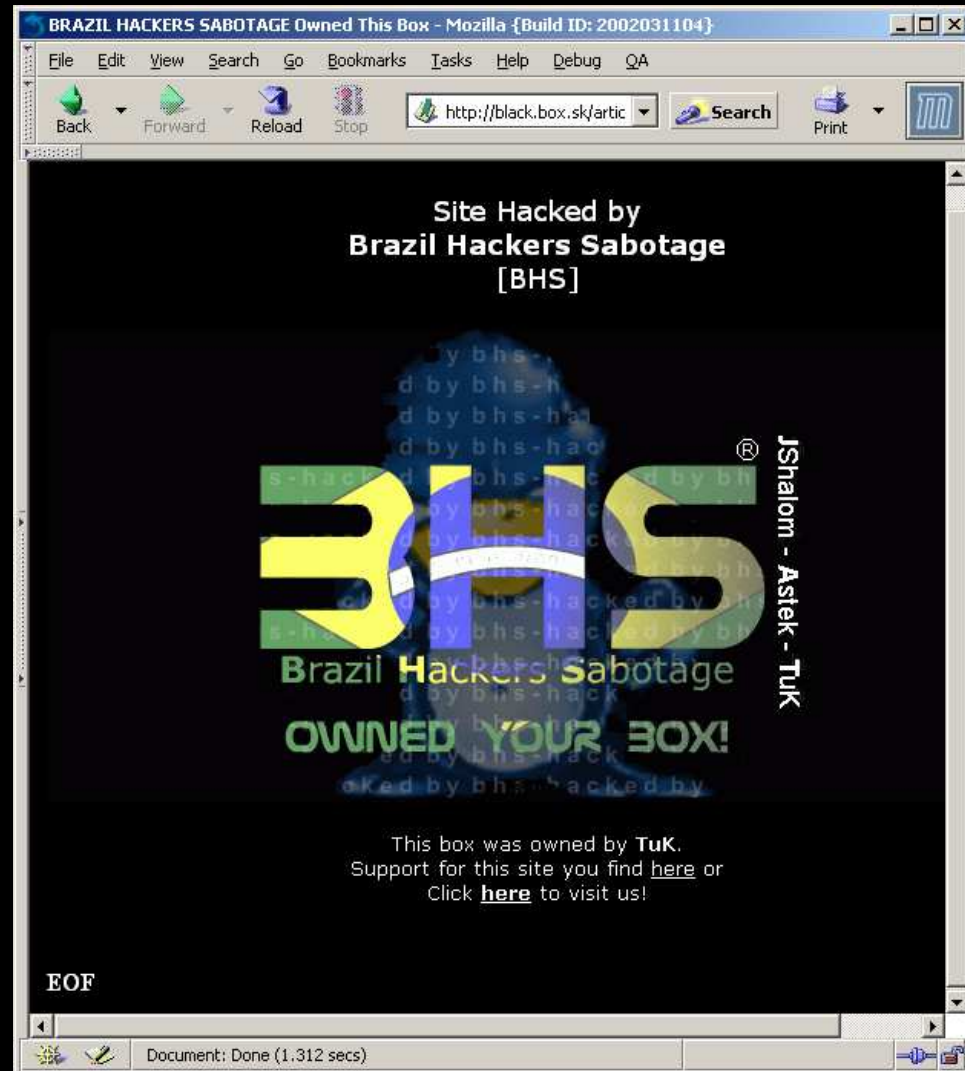 BRAZIL HACKERS SABOTAGE Owned This Box - Mozilla {Build ID: 2002031104}
File Edit View Search Go Bookmarks Tasks Help Debug QA
Back Forward Reload Stop http://black.box.sk/artic Search Print
Site Hacked by
Brazil Hackers Sabotage
[BHS]
BHS ®
JShalom - Astek - TuK
Brazil Hackers Sabotage
OWNED YOUR BOX!
This box was owned by TuK.
Support for this site you find here or
Click here to visit us!
EOF
Document: Done (1.312 secs)